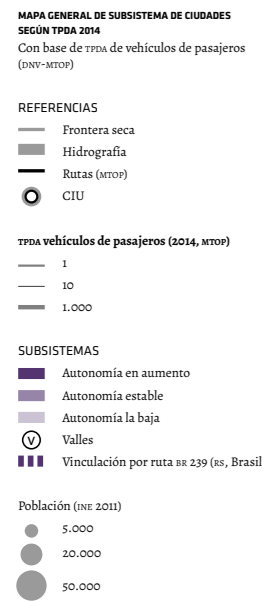 MAPA GENERAL DE SUBSISTEMA DE CIUDADES
SEGÚN TPDA 2014
Con base de TPDA de vehículos de pasajeros
(DNV-MTOP)
REFERENCIAS
Frontera seca
Hidrografía
Rutas (MTOP)
CIU
TPDA vehículos de pasajeros (2014, MTOP)
1
10
1.000
SUBSISTEMAS
Autonomía en aumento
Autonomía estable
Autonomía la baja
V Valles
Vinculación por ruta BR 239 (RS, Brasil
Población (INE 2011)
5.000
20.000
50.000